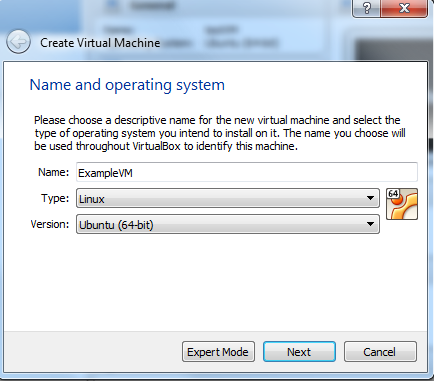 ?
Create Virtual Machine
Name and operating system
Please choose a descriptive name for the new virtual machine and select the
type of operating system you intend to install on it. The name you choose will
be used throughout VirtualBox to identify this machine.
Name: ExampleVM
Type: Linux
64
Version: Ubuntu (64-bit)
Expert Mode Next Cancel